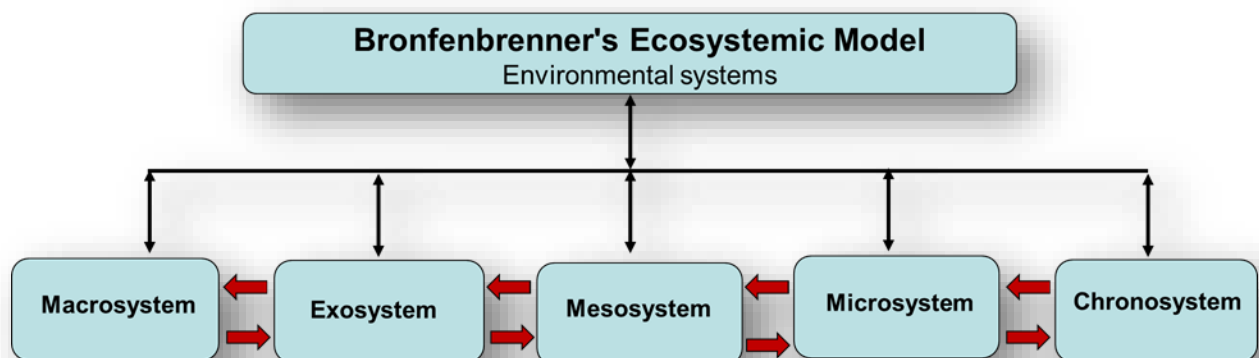 Bronfenbrenner's Ecosystemic Model
Environmental systems
Macrosystem
Exosystem
Mesosystem
Microsystem
Chronosystem